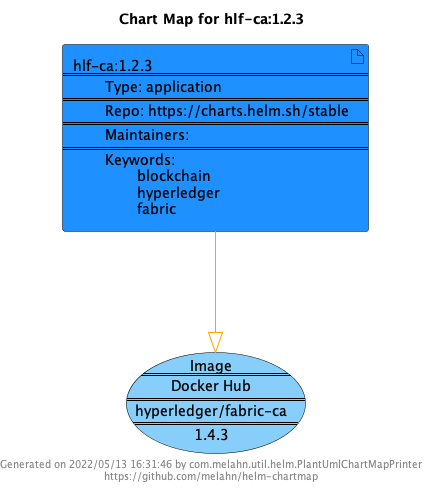 Chart Map for hlf-ca:1.2.3
hlf-ca:1.2.3
Type: application
Repo: https://charts.helm.sh/stable
Maintainers:
Keywords:
blockchain
hyperledger
fabric
Image
Docker Hub
hyperledger/fabric-ca
1.4.3
Generated on 2022/05/13 16:31:46 by com.melahn.util.helm.PlantUmlChartMapPrinter
https://github.com/melahn/helm-chartmap